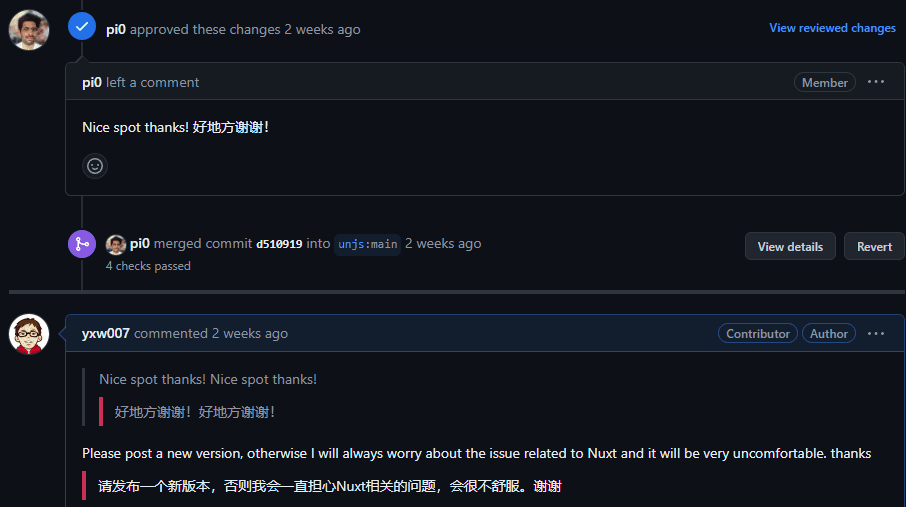 pi0 approved these changes 2 weeks ago
View reviewed changes
pi0 left a comment
Member
Nice spot thanks! 好地方谢谢！
pi0 merged commit d510919 into unjs:main 2 weeks ago
View details
Revert
4 checks passed
yxw007 commented 2 weeks ago
Contributor
Author
Nice spot thanks! Nice spot thanks!
好地方谢谢！好地方谢谢！
Please post a new version, otherwise I will always worry about the issue related to Nuxt and it will be very uncomfortable. thanks
请发布一个新版本，否则我会一直担心Nuxt相关的问题，会很不舒服。谢谢